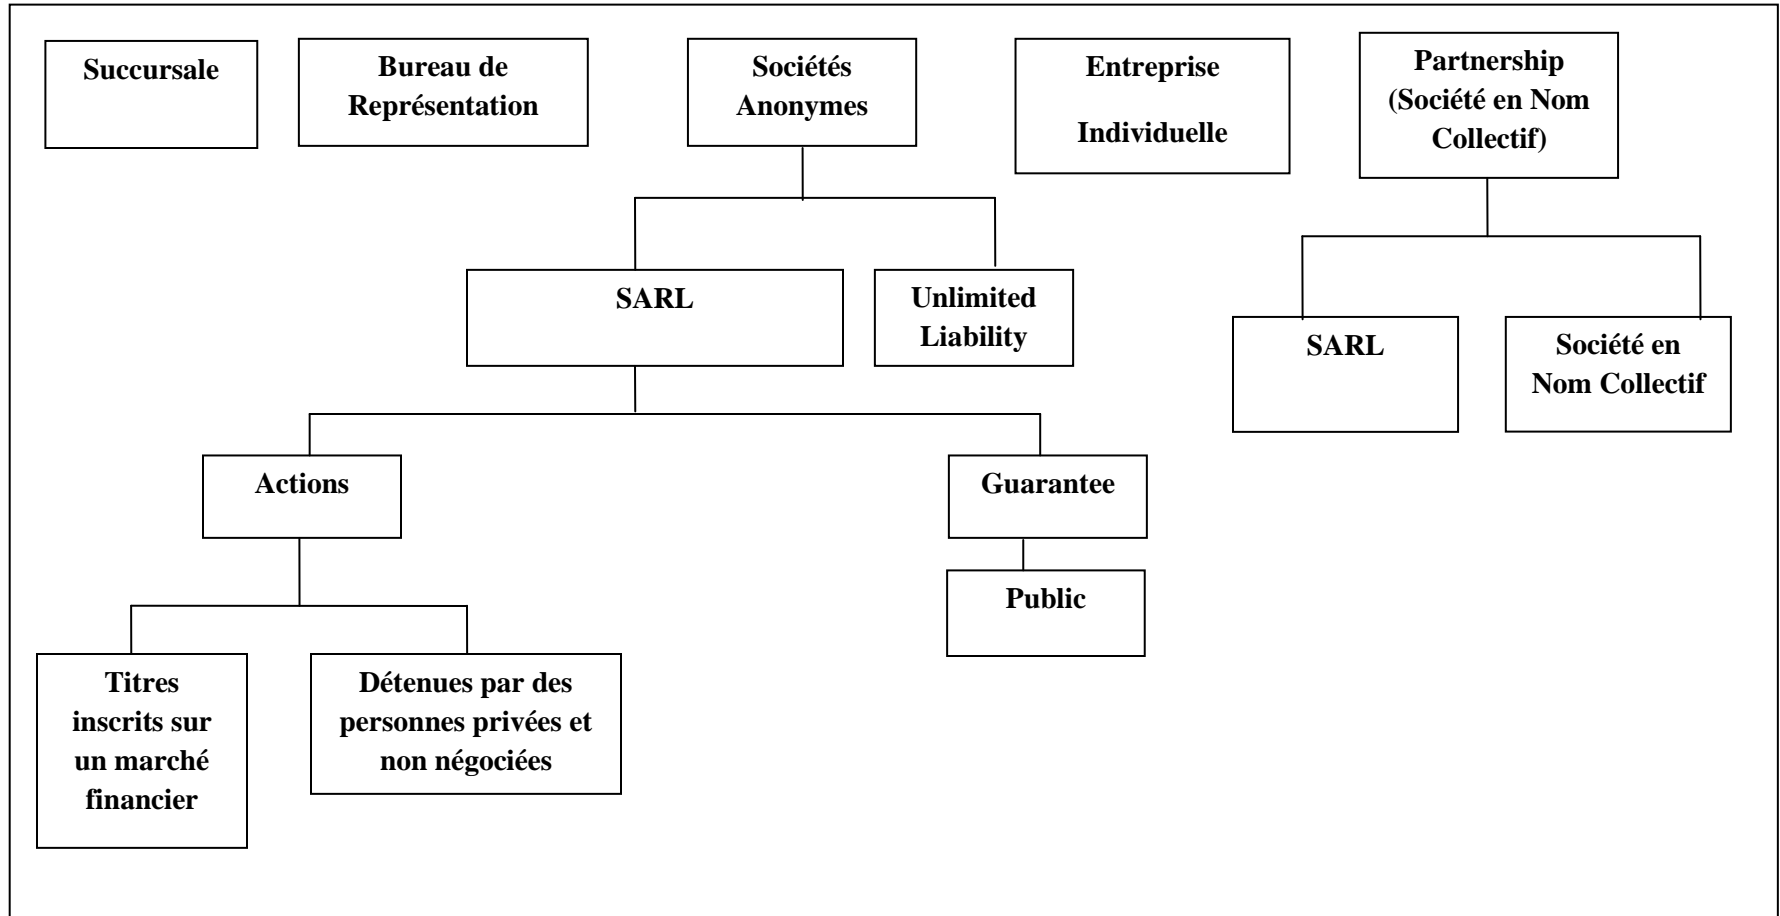 Succursale
Bureau de
Représentation
Sociétés
Anonymes
Entreprise
Individuelle
Partnership
(Société en Nom
Collectif)
SARL
Unlimited
Liability
SARL
Société en
Nom Collectif
Actions
Guarantee
Public
Titres
inscrits sur
un marché
financier
Détenues par des
personnes privées et
non négociées